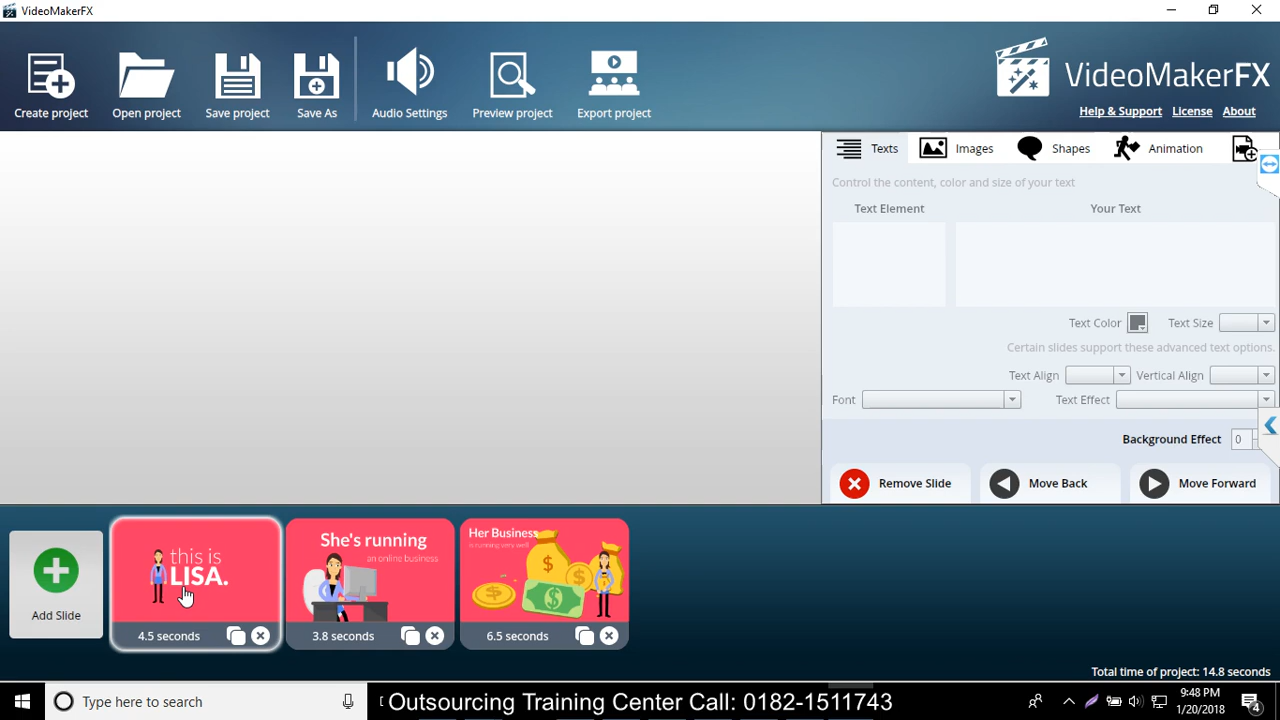 VideoMakerFX
Create project
Open project
Save project
Save As
Audio Settings
Preview project
Export project
VideoMakerFX
Help & Support
License
About
Texts
Images
Shapes
Animation
Control the content, color and size of your text
Text Element
Your Text
Text Color
Text Size
Certain slides support these advanced text options.
Text Align
Vertical Align
Font
Text Effect
Background Effect
0
Remove Slide
Move Back
Move Forward
Add Slide
this is
LISA.
4.5 seconds
She's running
an online business
3.8 seconds
Her Business
is running very well
6.5 seconds
Total time of project: 14.8 seconds
Type here to search
Outsourcing Training Center Call: 0182-1511743
9:48 PM
1/20/2018
4